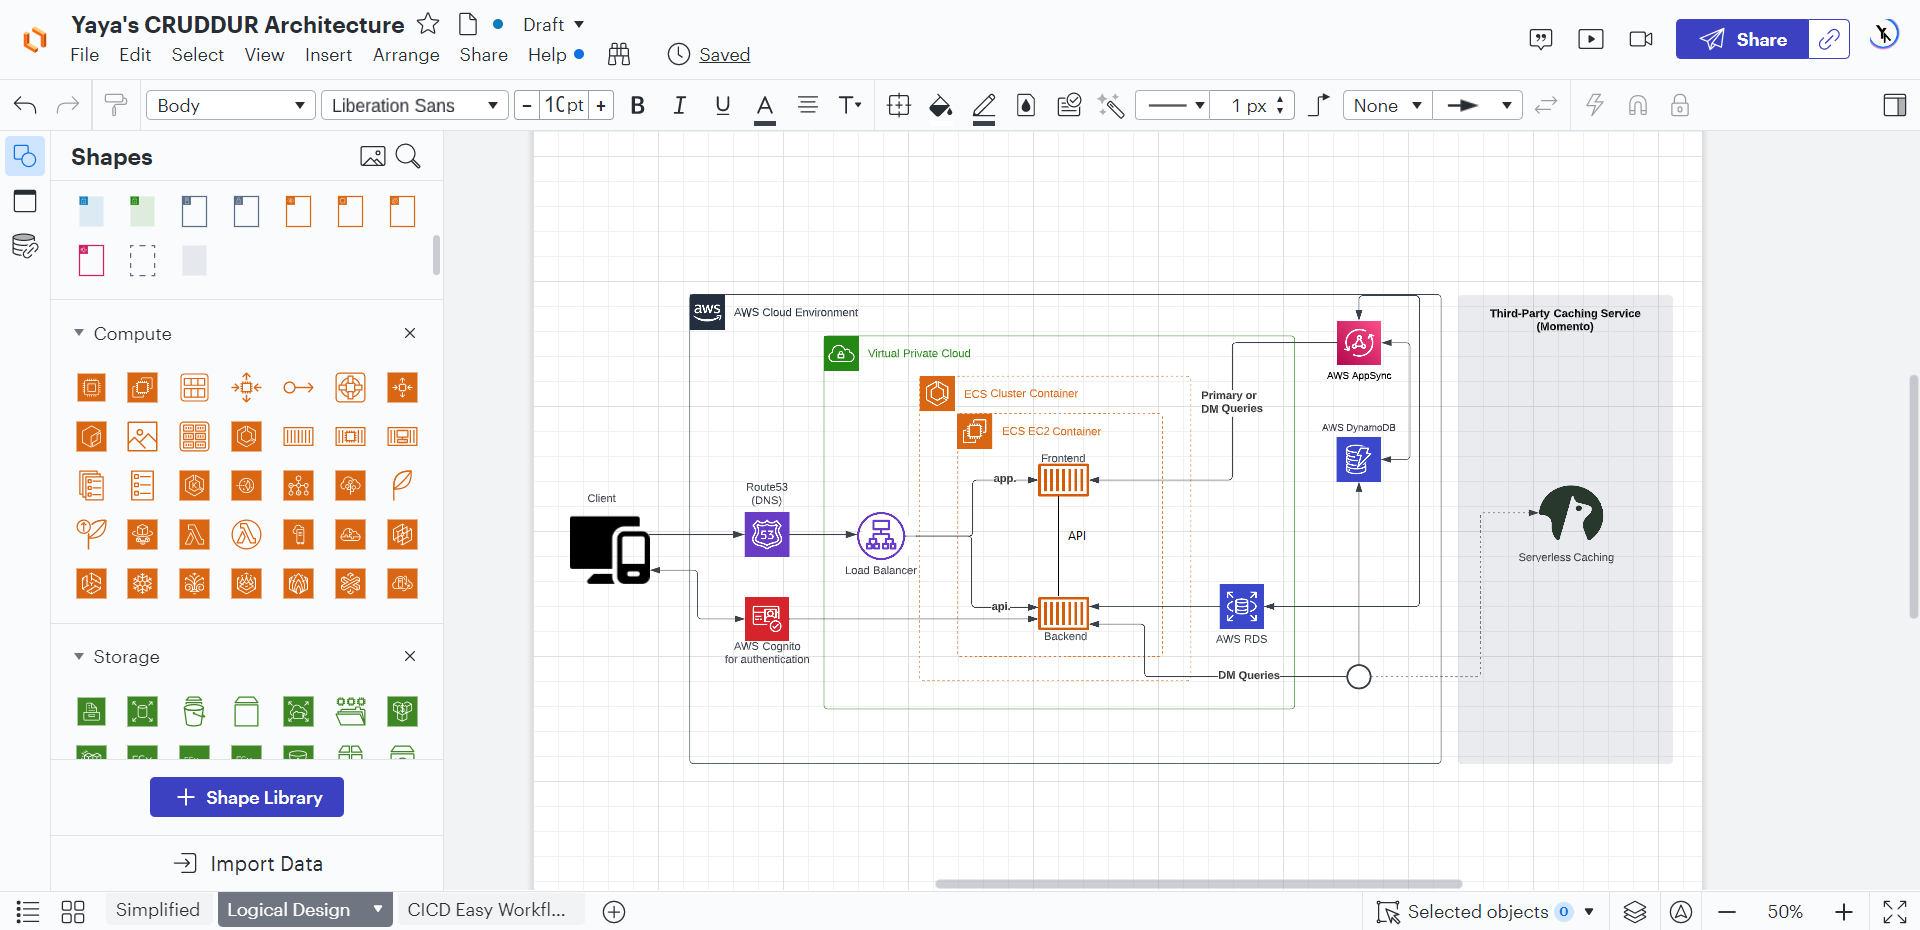 Yaya's CRUDDUR Architecture
Draft
File Edit Select View Insert Arrange Share Help
Saved
Share
Body
Liberation Sans
- 10 pt +
B I U A T
1 px
None
Shapes
Compute
Storage
+ Shape Library
Import Data
aws
AWS Cloud Environment
Virtual Private Cloud
ECS Cluster Container
ECS EC2 Container
Frontend
app.
API
api.
Backend
Client
Route53
(DNS)
53
Load Balancer
AWS Cognito
for authentication
Primary or
DM Queries
AWS AppSync
AWS DynamoDB
AWS RDS
DM Queries
Third-Party Caching Service
(Momento)
Serverless Caching
Simplified
Logical Design
CICD Easy Workfl...
Selected objects 0
50%